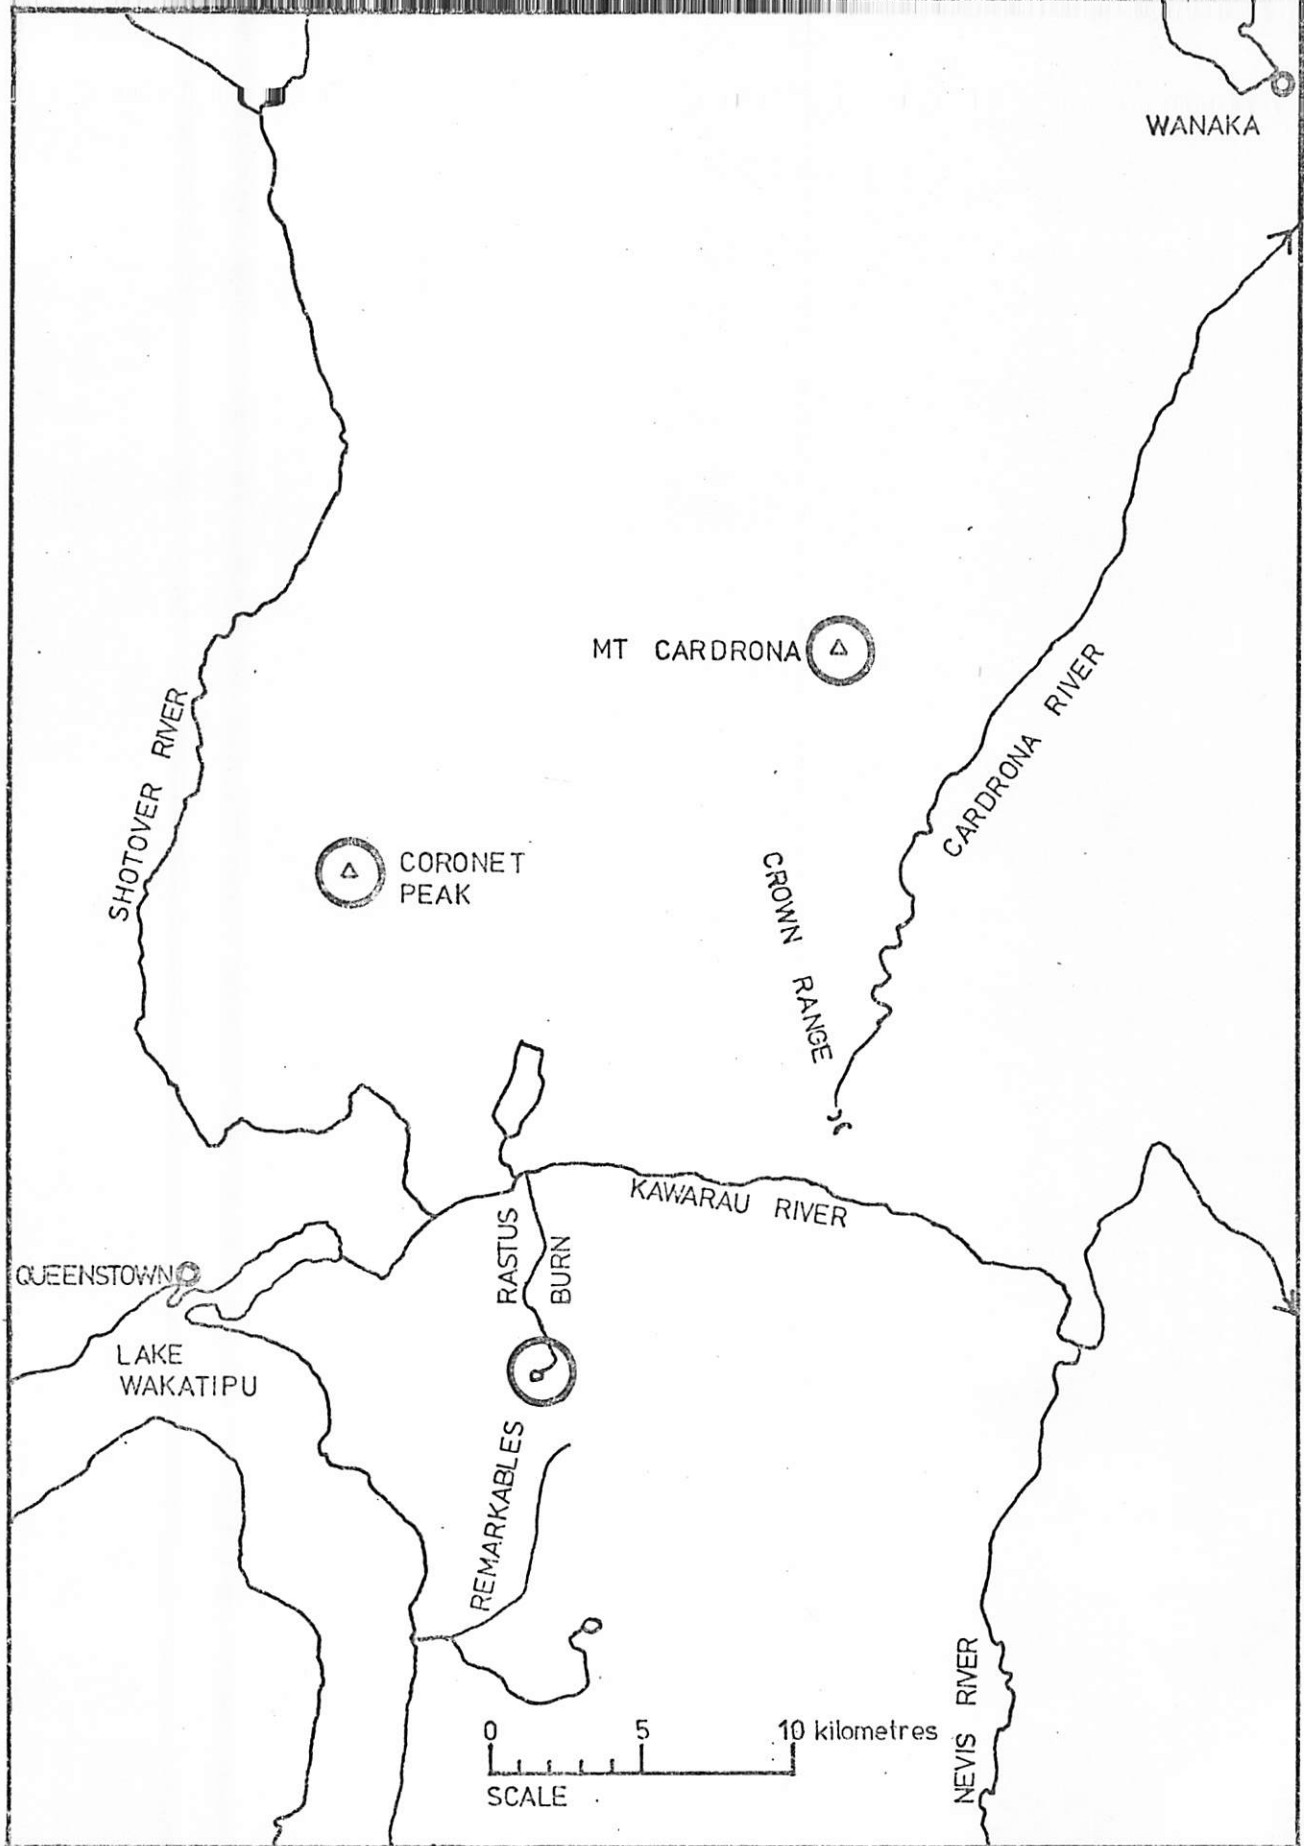 WANAKA
MT CARDRONA
CARDRONA RIVER
SHOTOVER RIVER
CORONET
PEAK
CROWN RANGE
KAWARAU RIVER
RASTUS
BURN
QUEENSTOWN
LAKE
WAKATIPU
REMARKABLES
NEVIS RIVER
0 5 10 kilometres
SCALE